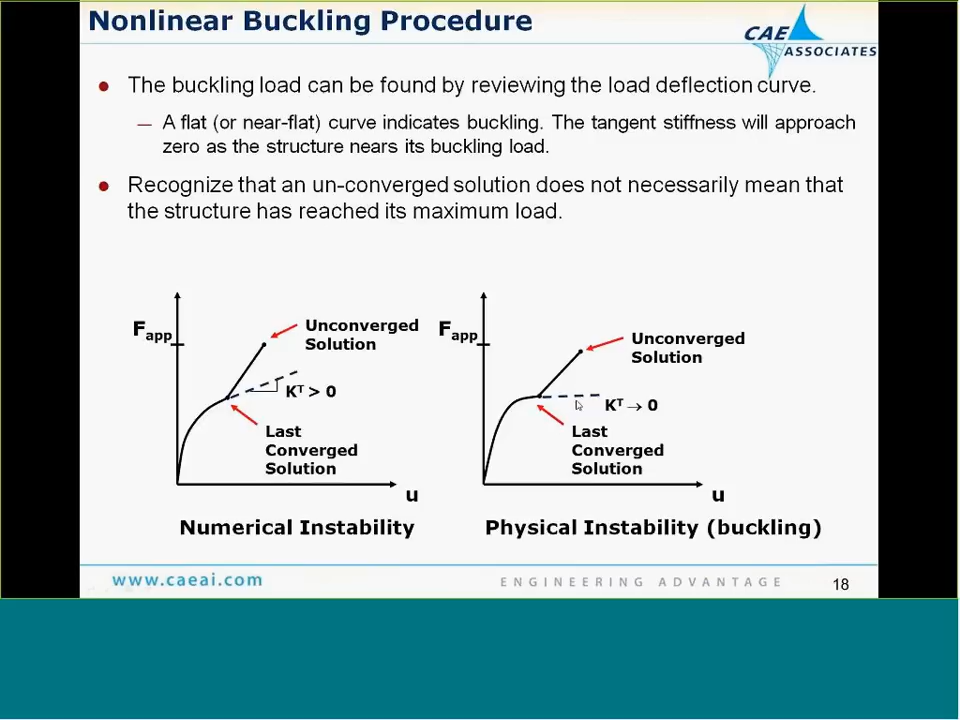 Nonlinear Buckling Procedure
CAE
ASSOCIATES
The buckling load can be found by reviewing the load deflection curve.
— A flat (or near-flat) curve indicates buckling. The tangent stiffness will approach
zero as the structure nears its buckling load.
Recognize that an un-converged solution does not necessarily mean that
the structure has reached its maximum load.
Fapp
Unconverged
Solution
Kᵀ > 0
Last
Converged
Solution
u
Numerical Instability
Fapp
Unconverged
Solution
Kᵀ → 0
Last
Converged
Solution
u
Physical Instability (buckling)
www.caeai.com
ENGINEERING ADVANTAGE
18